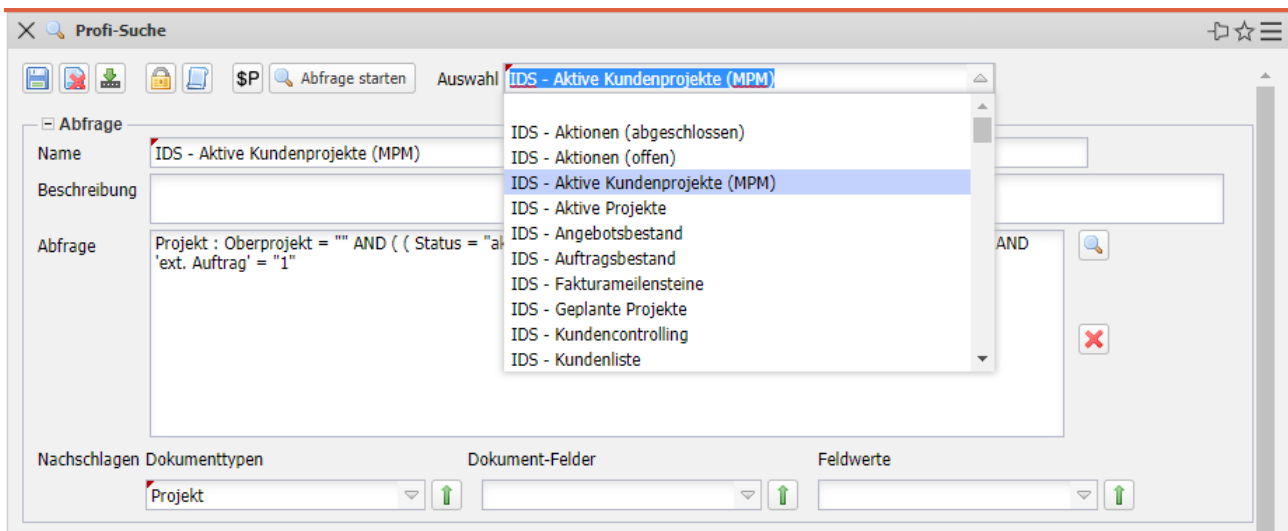 Profi-Suche
$P Abfrage starten Auswahl IDS - Aktive Kundenprojekte (MPM)
Abfrage
Name IDS - Aktive Kundenprojekte (MPM)
Beschreibung
Abfrage Projekt : Oberprojekt = "" AND ( ( Status = "ak AND
'ext. Auftrag' = "1"
IDS - Aktionen (abgeschlossen)
IDS - Aktionen (offen)
IDS - Aktive Kundenprojekte (MPM)
IDS - Aktive Projekte
IDS - Angebotsbestand
IDS - Auftragsbestand
IDS - Fakturameilensteine
IDS - Geplante Projekte
IDS - Kundencontrolling
IDS - Kundenliste
Nachschlagen Dokumenttypen Dokument-Felder Feldwerte
Projekt